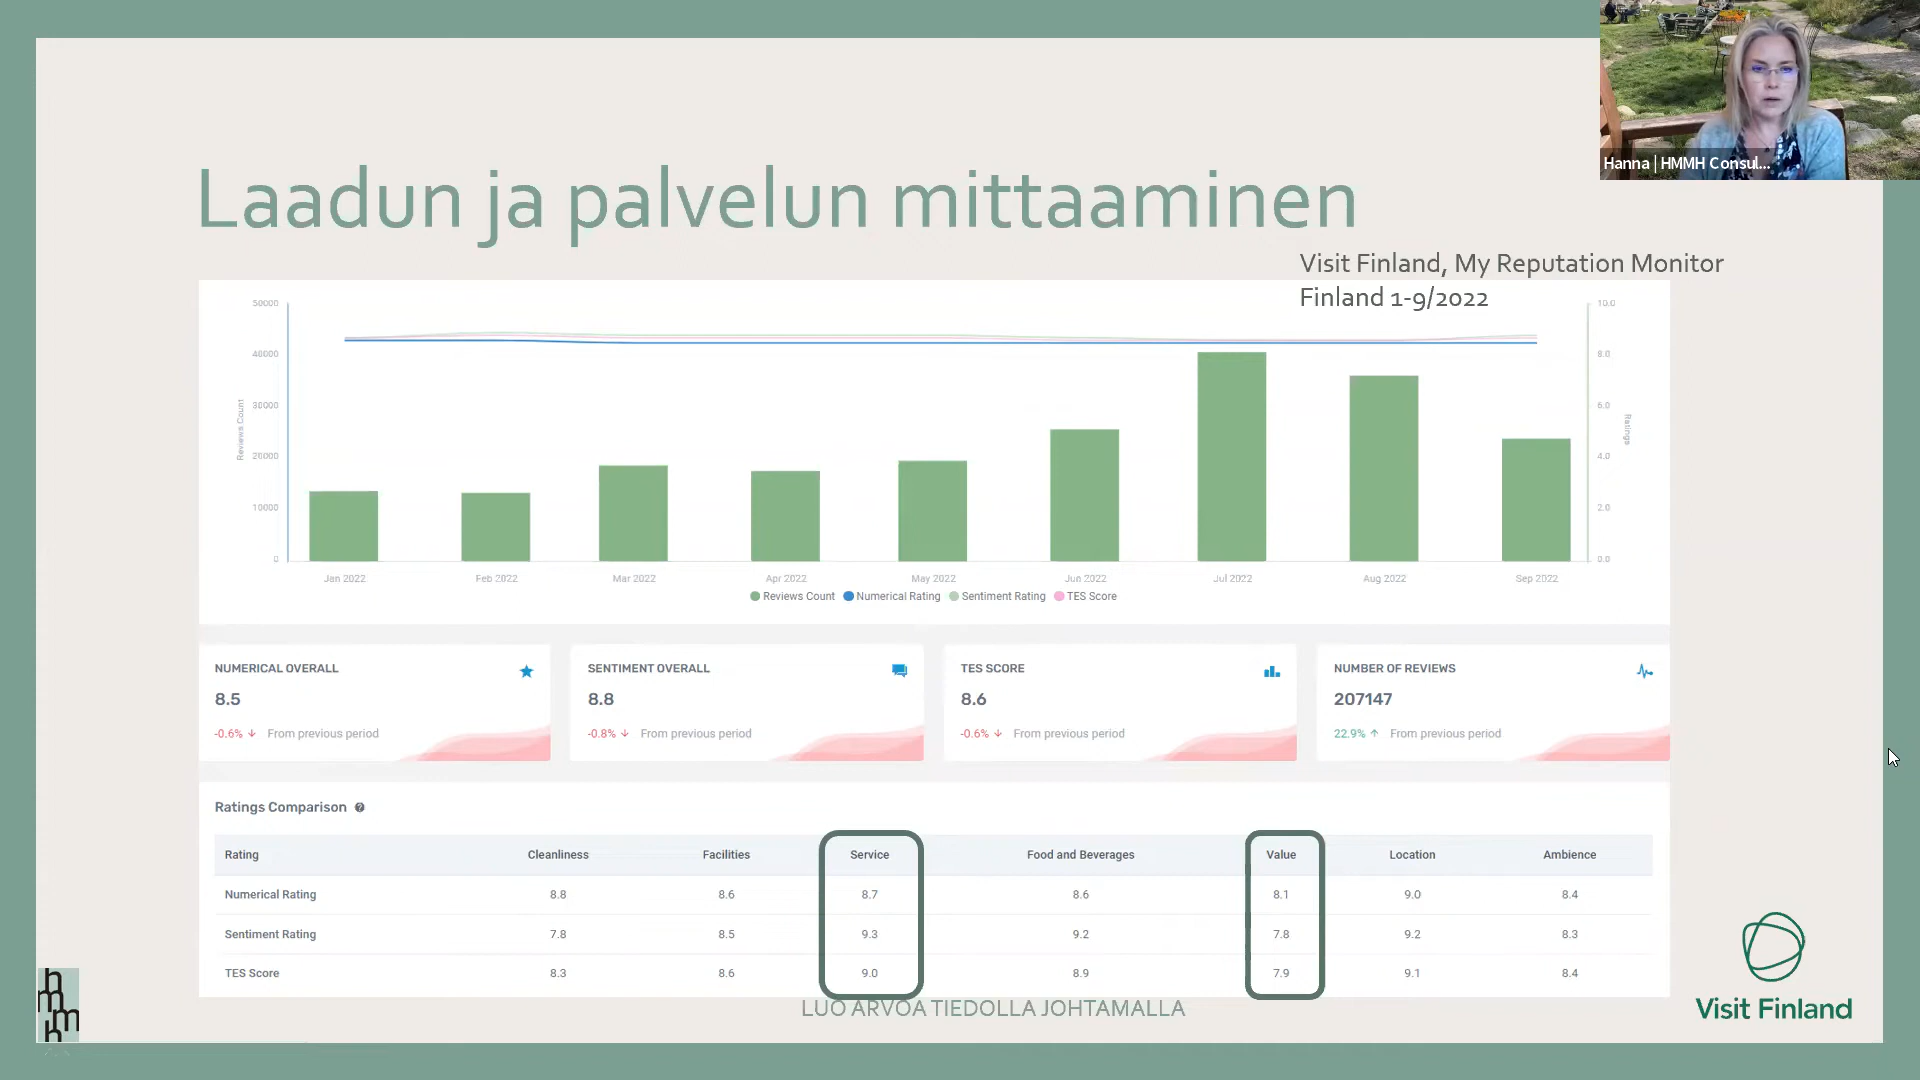 Hanna | HMMH Consul...
Laadun ja palvelun mittaaminen
Visit Finland, My Reputation Monitor
Finland 1-9/2022
50000
40000
30000
20000
10000
0
Reviews Count
10.0
8.0
6.0
4.0
2.0
0.0
Ratings
Jan 2022 Feb 2022 Mar 2022 Apr 2022 May 2022 Jun 2022 Jul 2022 Aug 2022 Sep 2022
Reviews Count Numerical Rating Sentiment Rating TES Score
NUMERICAL OVERALL
8.5
-0.6% ↓ From previous period
SENTIMENT OVERALL
8.8
-0.8% ↓ From previous period
TES SCORE
8.6
-0.6% ↓ From previous period
NUMBER OF REVIEWS
207147
22.9% ↑ From previous period
Ratings Comparison ?
Rating Cleanliness Facilities Service Food and Beverages Value Location Ambience
Numerical Rating 8.8 8.6 8.7 8.6 8.1 9.0 8.4
Sentiment Rating 7.8 8.5 9.3 9.2 7.8 9.2 8.3
TES Score 8.3 8.6 9.0 8.9 7.9 9.1 8.4
LUO ARVOA TIEDOLLA JOHTAMALLA
hmmh
Visit Finland